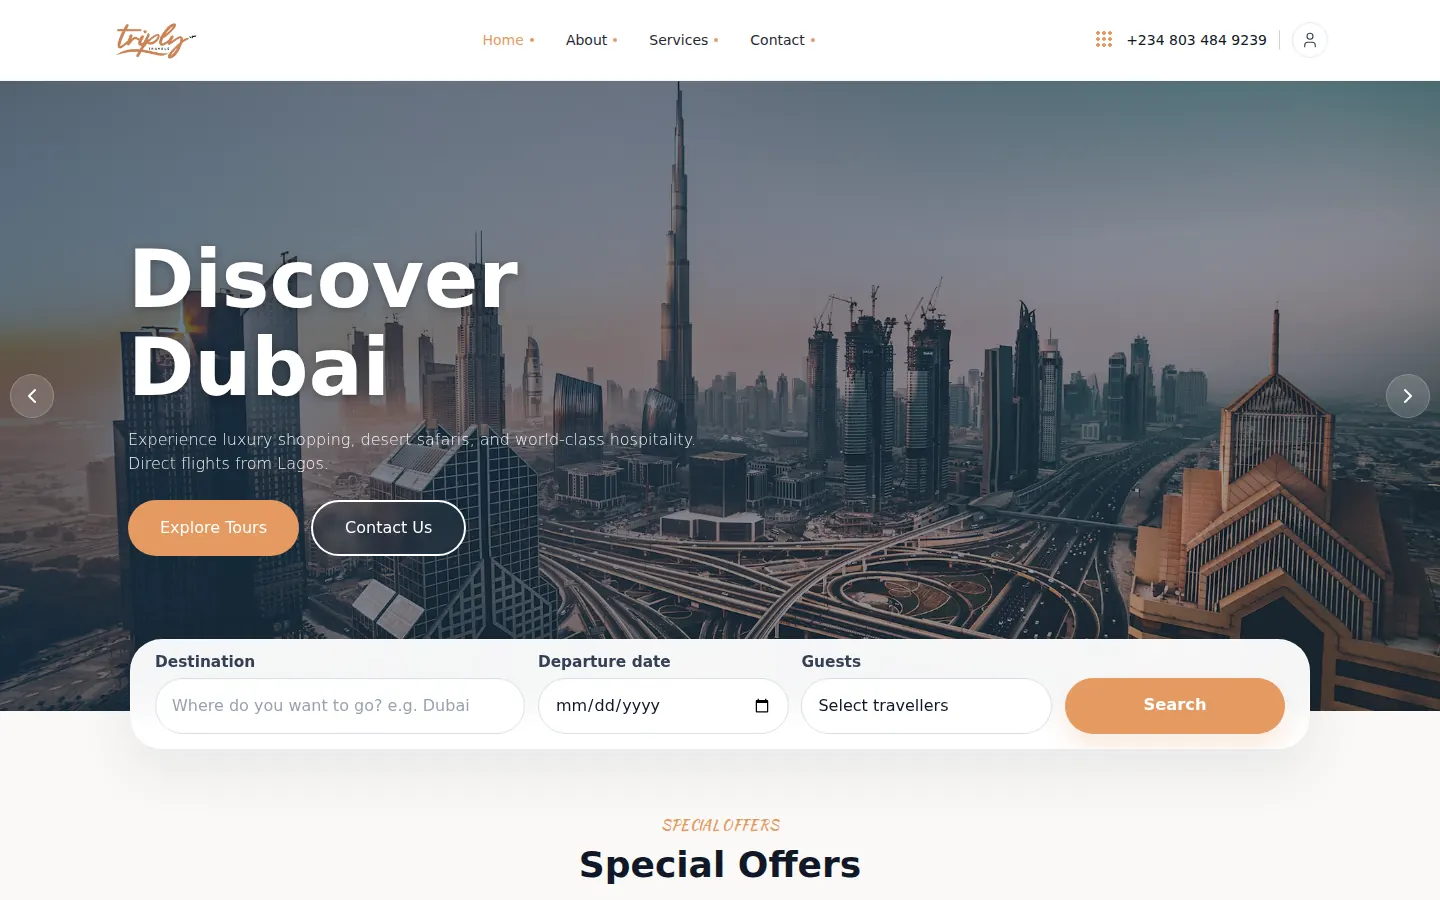 triply
TRAVELS
Home
About
Services
Contact
+234 803 484 9239
Discover
Dubai
Experience luxury shopping, desert safaris, and world-class hospitality.
Direct flights from Lagos.
Explore Tours
Contact Us
Destination
Departure date
Guests
Where do you want to go? e.g. Dubai
mm/dd/yyyy
Select travellers
Search
SPECIAL OFFERS
Special Offers